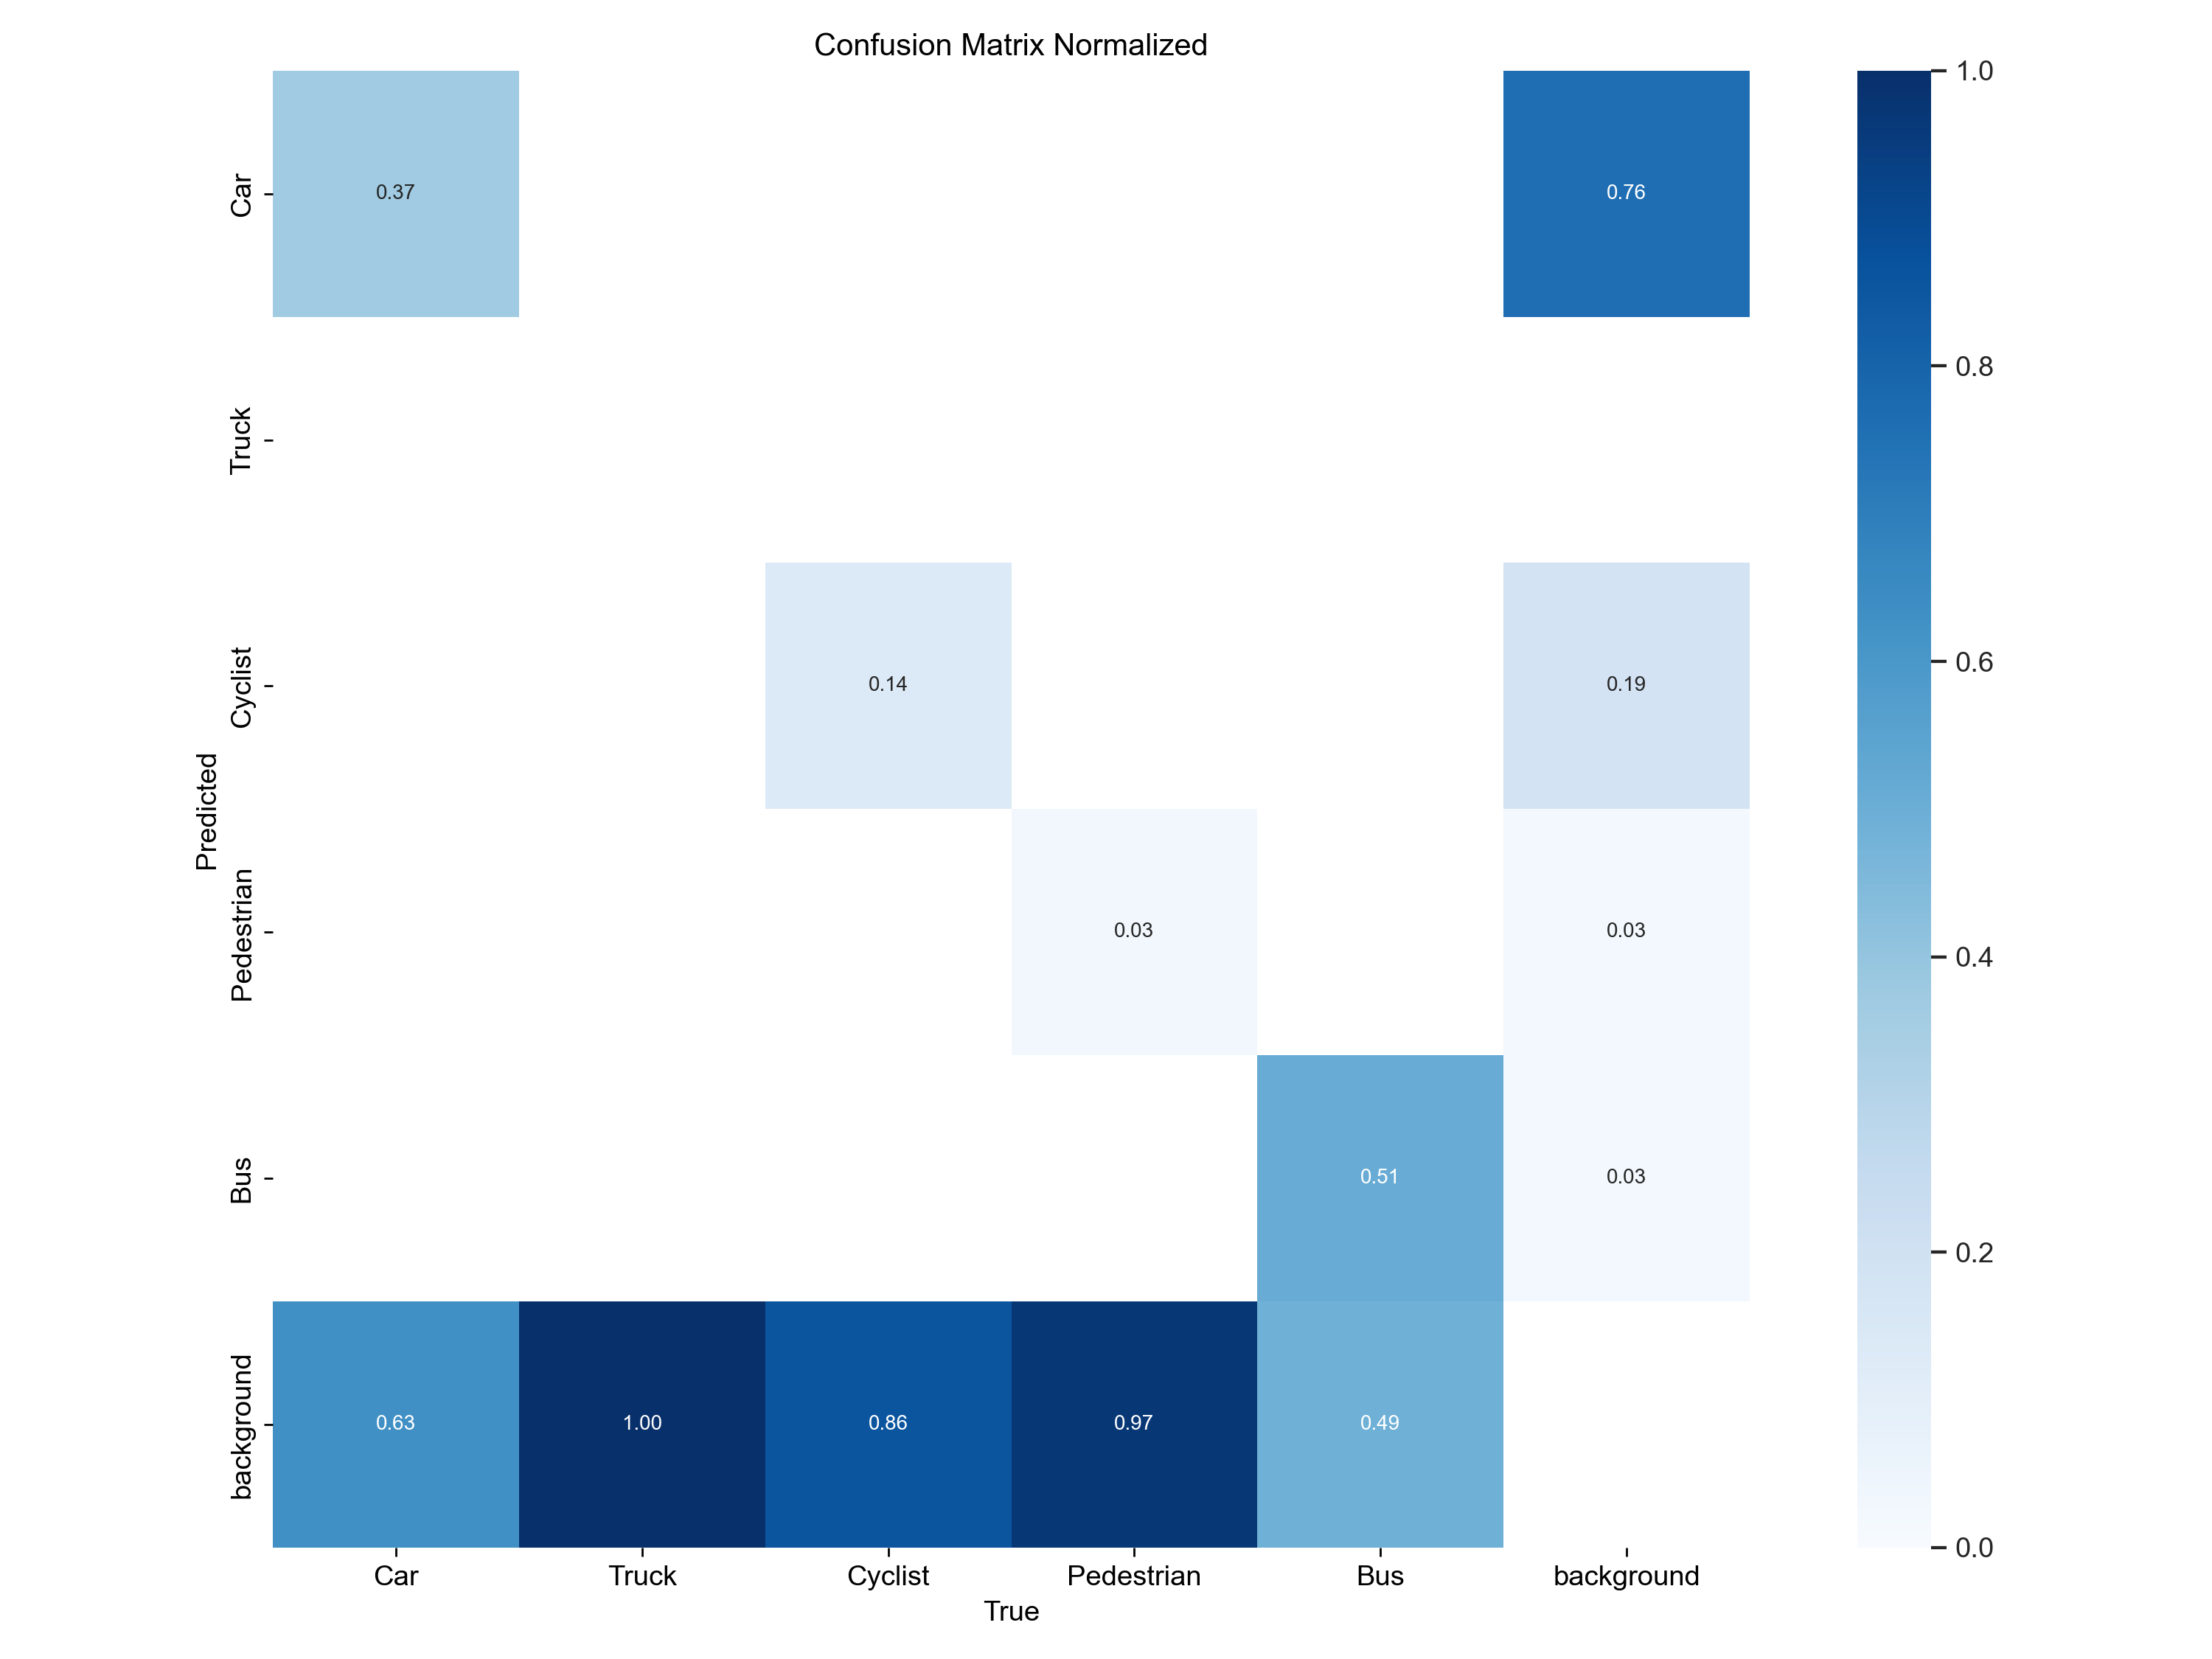 Confusion Matrix Normalized
1.0
Car
0.37
0.76
0.8
Truck
0.6
Cyclist
0.14
0.19
Predicted
Pedestrian
0.03
0.03
0.4
Bus
0.51
0.03
0.2
background
0.63
1.00
0.86
0.97
0.49
0.0
Car
Truck
Cyclist
Pedestrian
Bus
background
True